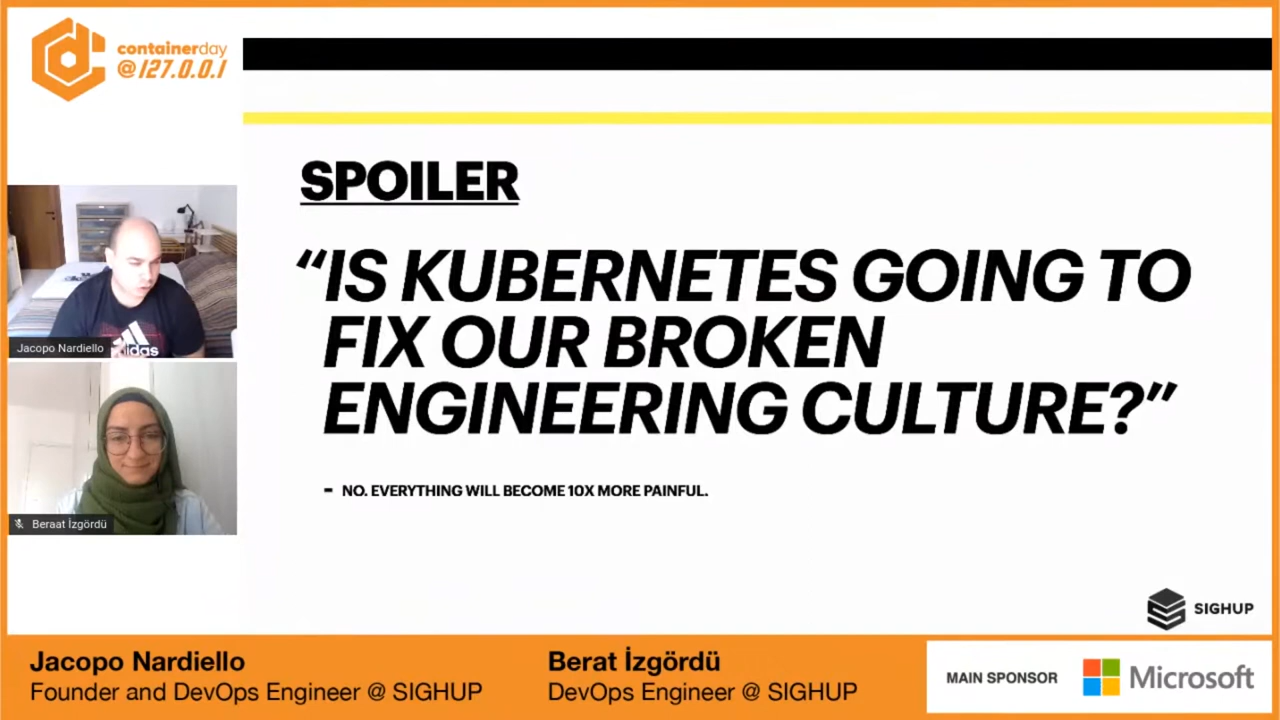 containerday
@127.0.0.1
SPOILER
“IS KUBERNETES GOING TO
FIX OUR BROKEN
ENGINEERING CULTURE?”
- NO. EVERYTHING WILL BECOME 10X MORE PAINFUL.
Jacopo Nardiello
adidas
Beraat İzgördü
SIGHUP
Jacopo Nardiello
Founder and DevOps Engineer @ SIGHUP
Berat İzgördü
DevOps Engineer @ SIGHUP
MAIN SPONSOR
Microsoft